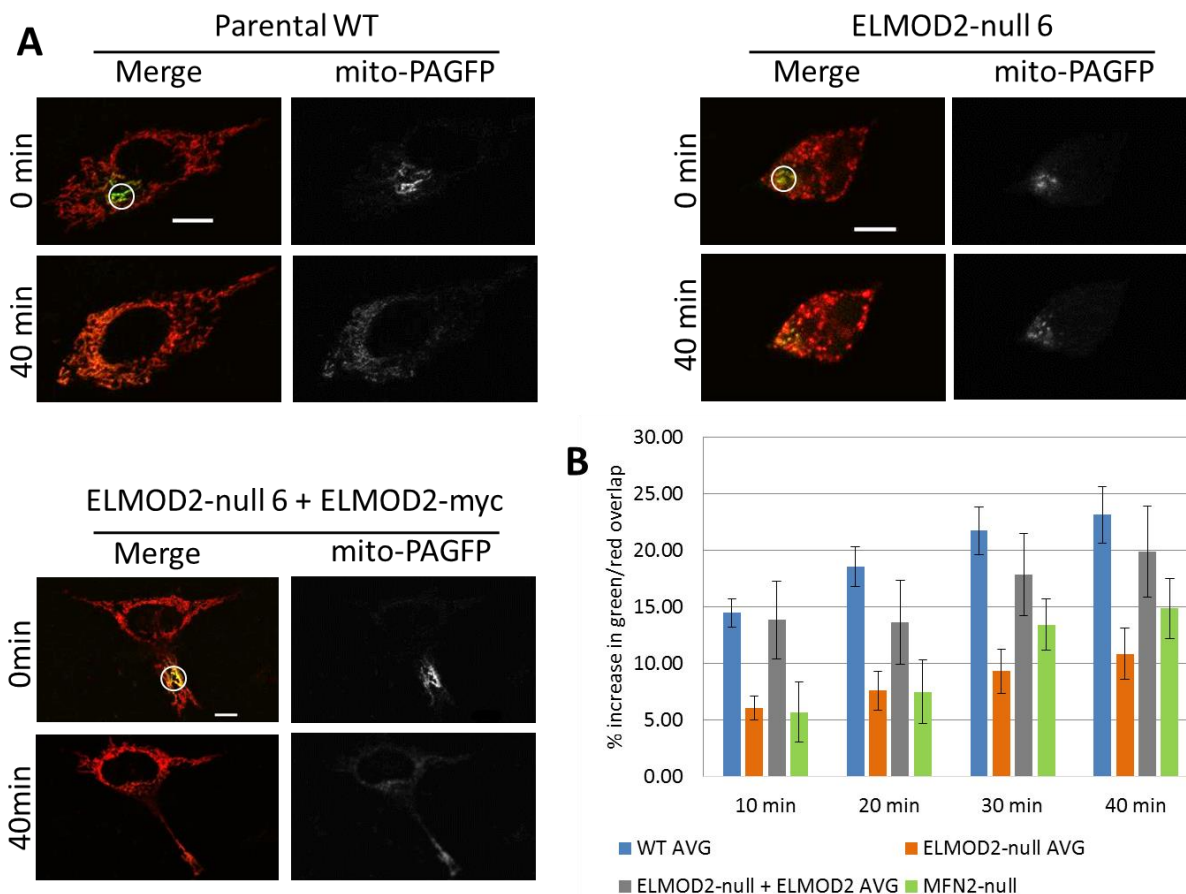 A
Parental WT
Merge mito-PAGFP
0 min
40 min
ELMOD2-null 6
Merge mito-PAGFP
0 min
40 min
ELMOD2-null 6 + ELMOD2-myc
Merge mito-PAGFP
0min
40min
B
% increase in green/red overlap
30.00
25.00
20.00
15.00
10.00
5.00
0.00
10 min 20 min 30 min 40 min
WT AVG ELMOD2-null AVG
ELMOD2-null + ELMOD2 AVG MFN2-null